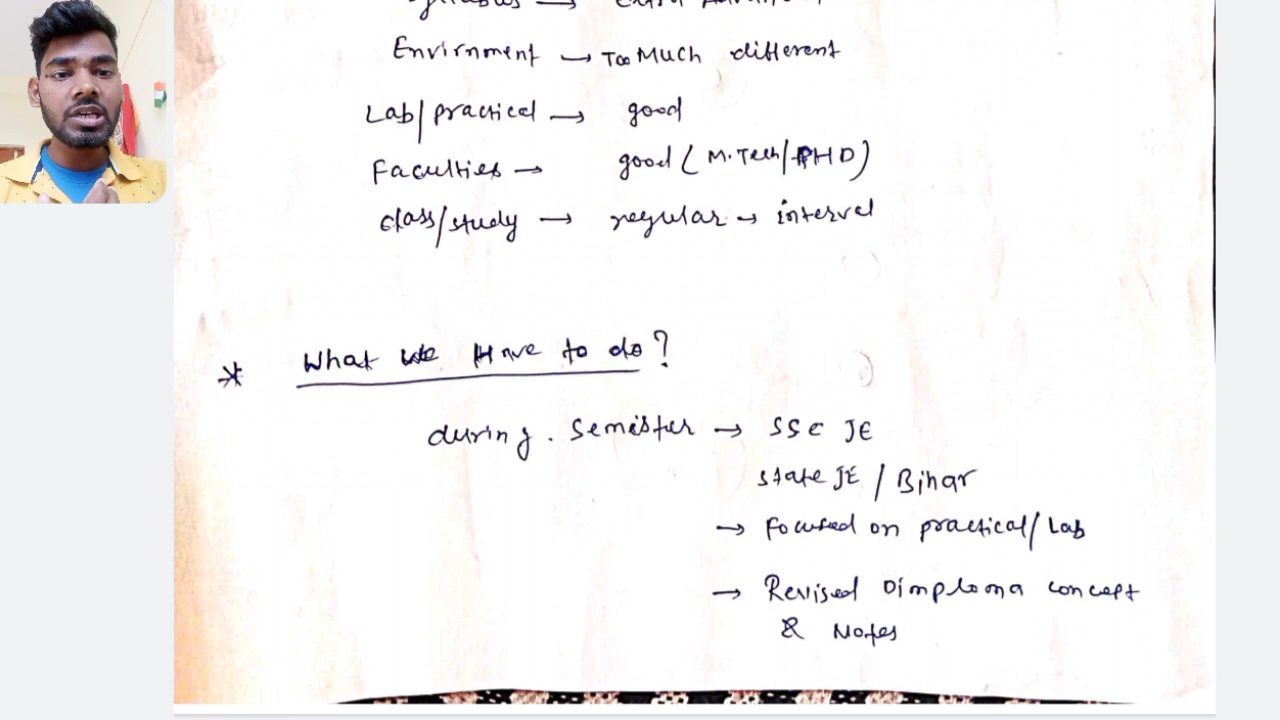 Envirnment → Too Much different
Lab/practical → good
Faculties → good (M.Tech/PHD)
class/study → regular → interval
* What We Have to do?
during. Semister → SSC JE
State JE / Bihar
→ Focused on practical/Lab
→ Revised Dimploma concept
& Notes